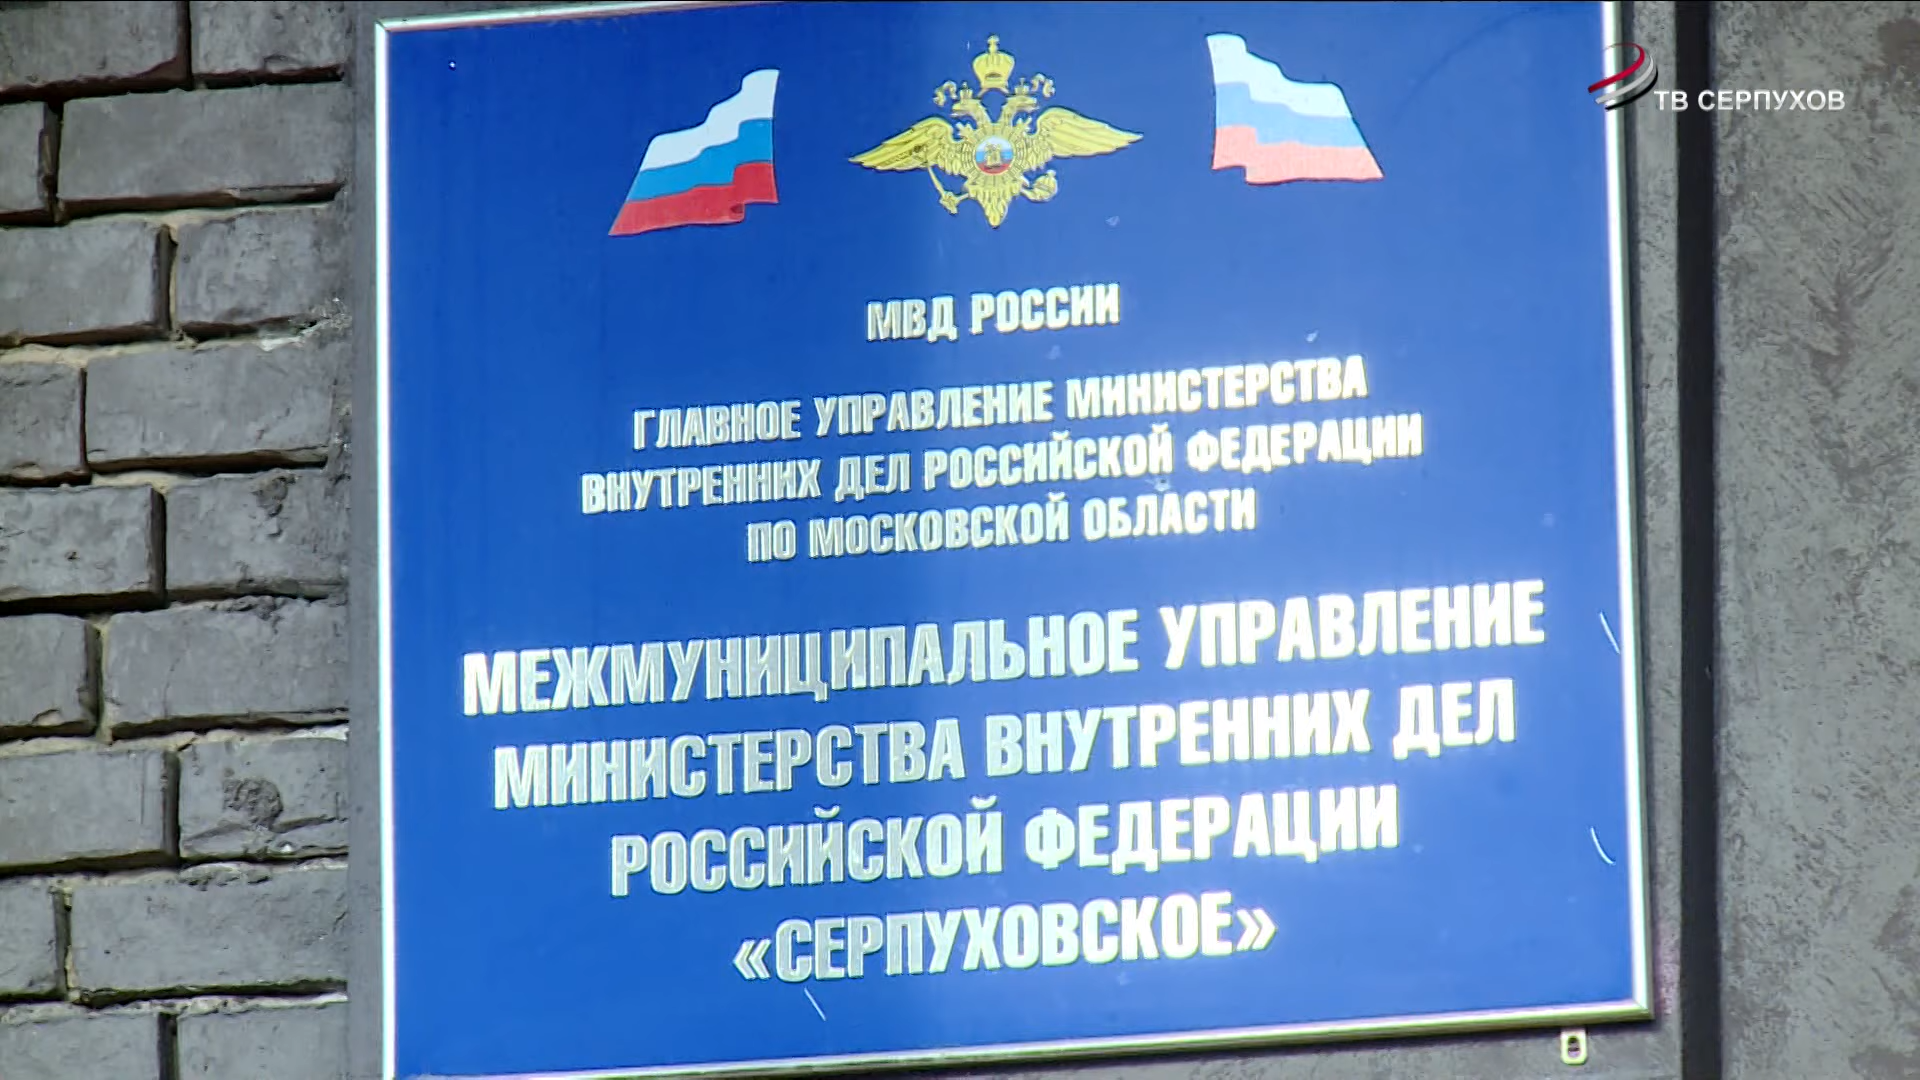 ТВ СЕРПУХОВ
МВД РОССИИ
ГЛАВНОЕ УПРАВЛЕНИЕ МИНИСТЕРСТВА
ВНУТРЕННИХ ДЕЛ РОССИЙСКОЙ ФЕДЕРАЦИИ
ПО МОСКОВСКОЙ ОБЛАСТИ
МЕЖМУНИЦИПАЛЬНОЕ УПРАВЛЕНИЕ
МИНИСТЕРСТВА ВНУТРЕННИХ ДЕЛ
РОССИЙСКОЙ ФЕДЕРАЦИИ
«СЕРПУХОВСКОЕ»